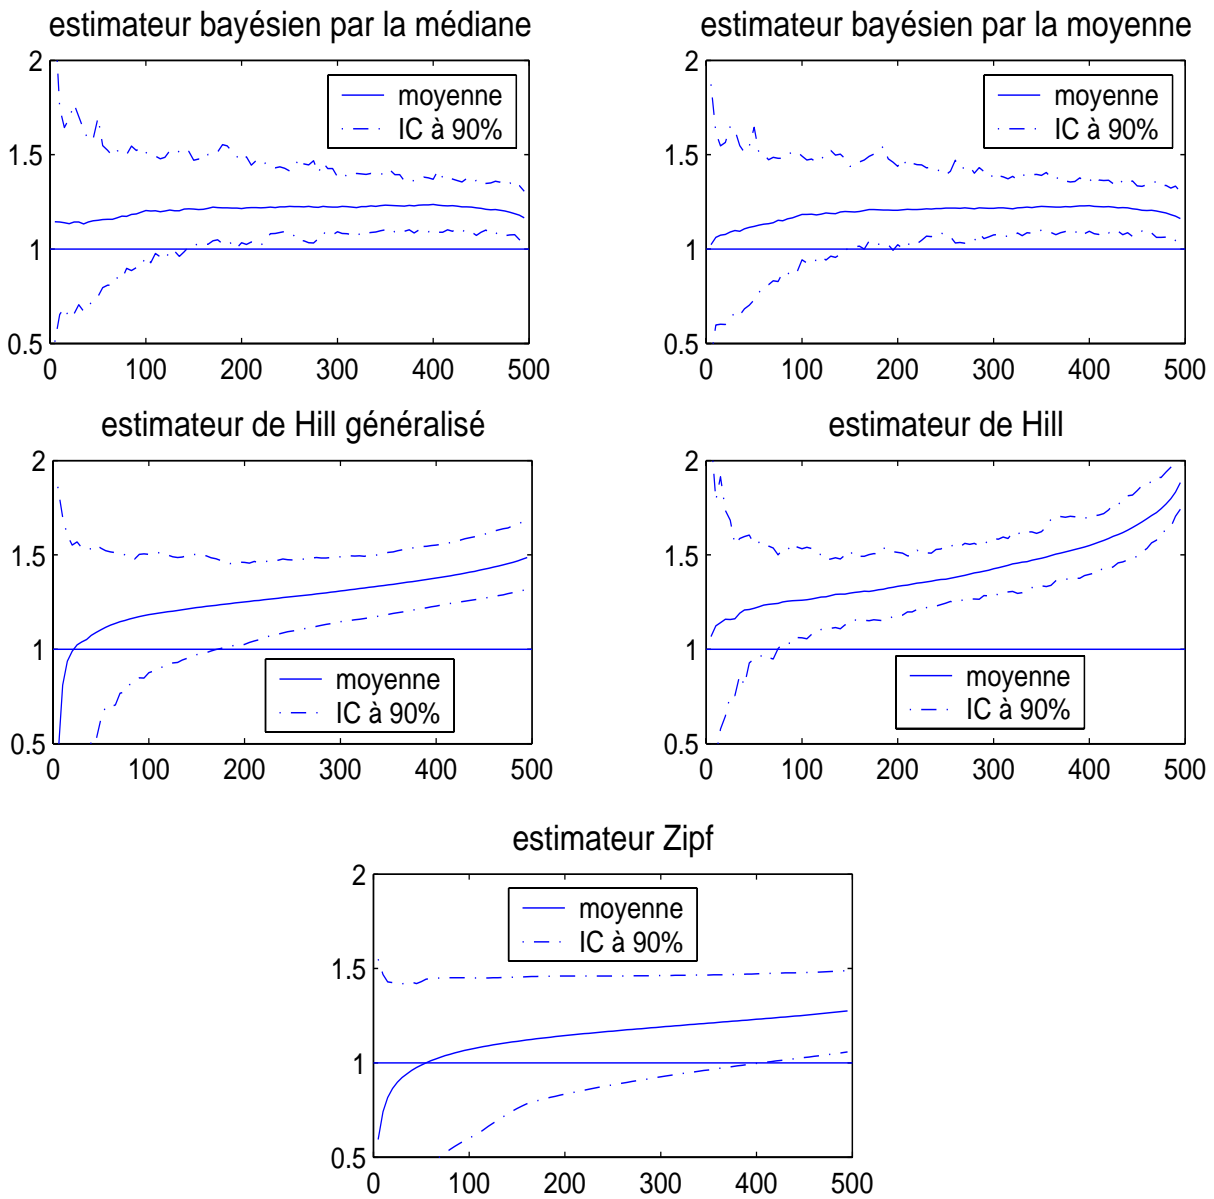 estimateur bayésien par la médiane
2
1.5
1
0.5
0 100 200 300 400 500
moyenne
IC à 90%
estimateur bayésien par la moyenne
2
1.5
1
0.5
0 100 200 300 400 500
moyenne
IC à 90%
estimateur de Hill généralisé
2
1.5
1
0.5
0 100 200 300 400 500
moyenne
IC à 90%
estimateur de Hill
2
1.5
1
0.5
0 100 200 300 400 500
moyenne
IC à 90%
estimateur Zipf
2
1.5
1
0.5
0 100 200 300 400 500
moyenne
IC à 90%